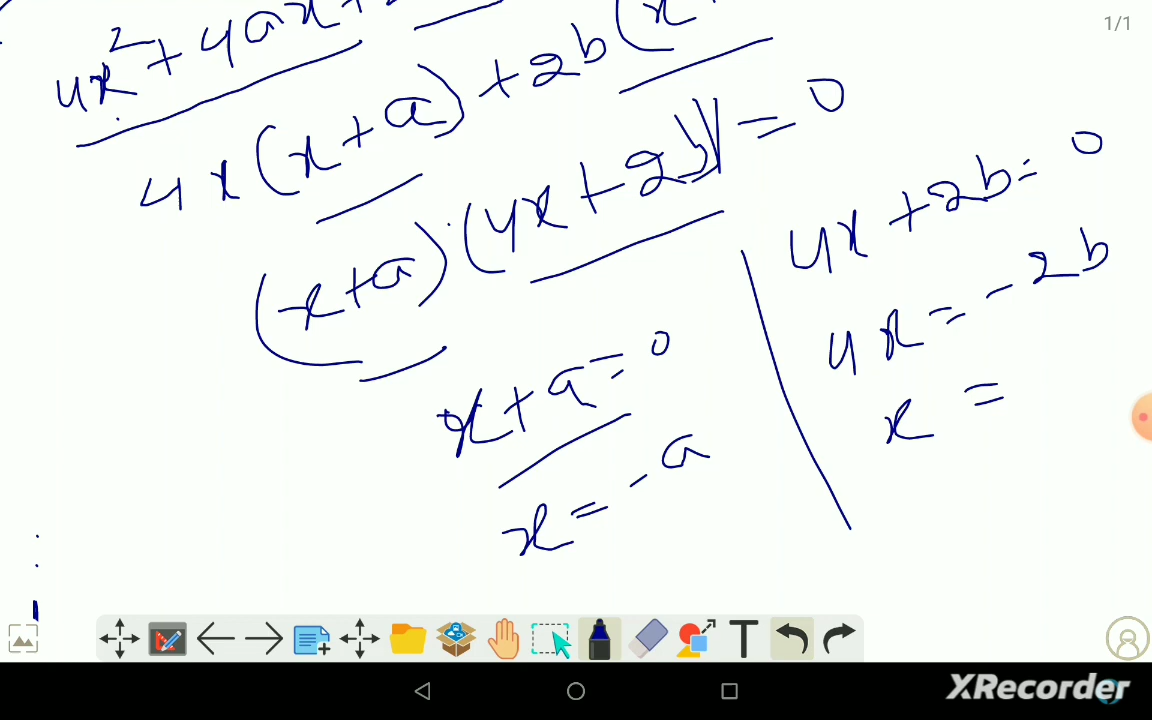 1/1
4x² + 4ax +
4x (x + a) + 2b (x
(x + a) · (4x + 2b) = 0
x + a = 0
x = - a
4x + 2b = 0
4x = - 2b
x =
T
XRecorder